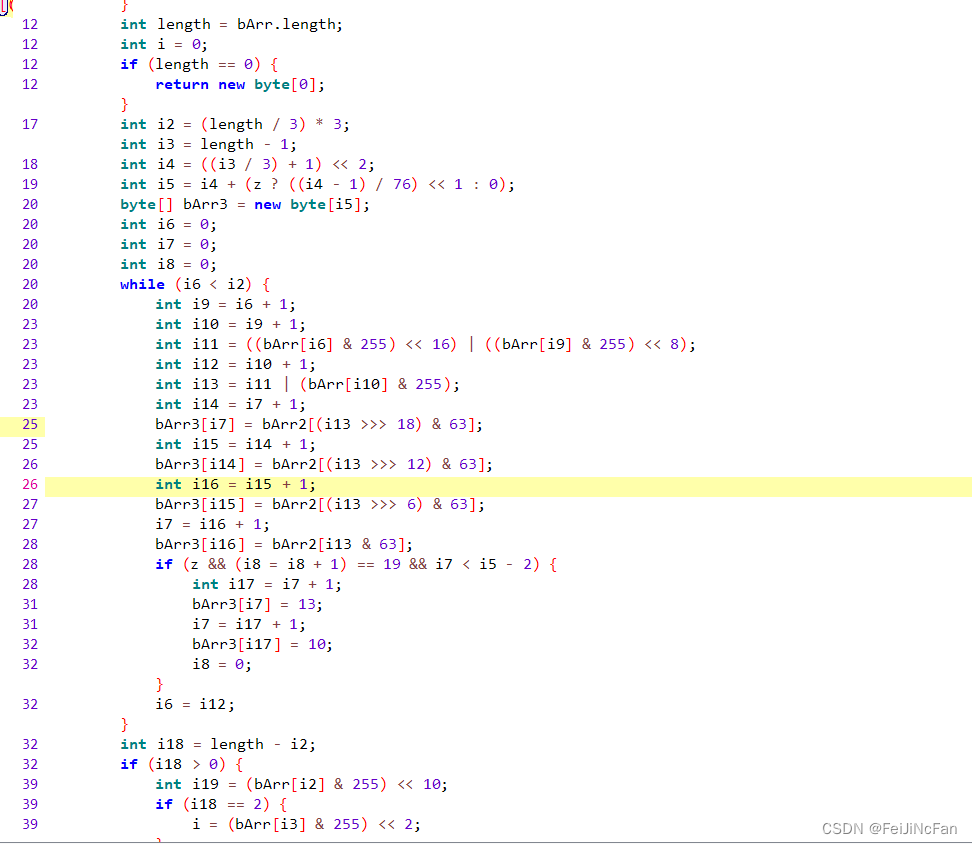 }
12 int length = bArr.length;
12 int i = 0;
12 if (length == 0) {
12 return new byte[0];
}
17 int i2 = (length / 3) * 3;
int i3 = length - 1;
18 int i4 = ((i3 / 3) + 1) << 2;
19 int i5 = i4 + (z ? ((i4 - 1) / 76) << 1 : 0);
20 byte[] bArr3 = new byte[i5];
20 int i6 = 0;
20 int i7 = 0;
20 int i8 = 0;
20 while (i6 < i2) {
20 int i9 = i6 + 1;
23 int i10 = i9 + 1;
23 int i11 = ((bArr[i6] & 255) << 16) | ((bArr[i9] & 255) << 8);
23 int i12 = i10 + 1;
23 int i13 = i11 | (bArr[i10] & 255);
23 int i14 = i7 + 1;
25 bArr3[i7] = bArr2[(i13 >>> 18) & 63];
25 int i15 = i14 + 1;
26 bArr3[i14] = bArr2[(i13 >>> 12) & 63];
26 int i16 = i15 + 1;
27 bArr3[i15] = bArr2[(i13 >>> 6) & 63];
27 i7 = i16 + 1;
28 bArr3[i16] = bArr2[i13 & 63];
28 if (z && (i8 = i8 + 1) == 19 && i7 < i5 - 2) {
28 int i17 = i7 + 1;
31 bArr3[i7] = 13;
31 i7 = i17 + 1;
32 bArr3[i17] = 10;
32 i8 = 0;
}
32 i6 = i12;
}
32 int i18 = length - i2;
32 if (i18 > 0) {
39 int i19 = (bArr[i2] & 255) << 10;
39 if (i18 == 2) {
39 i = (bArr[i3] & 255) << 2;
CSDN @FeiJiNcFan